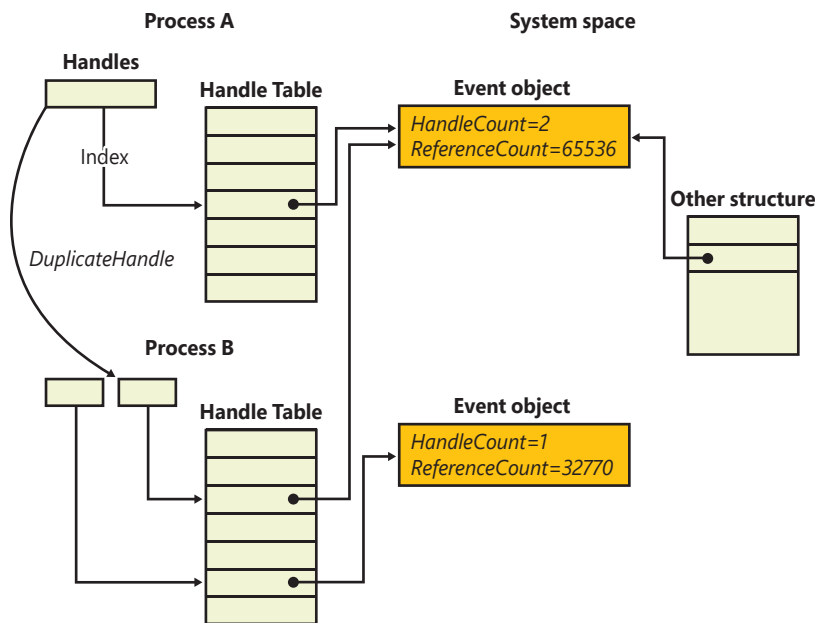 Process A
System space
Handles
Handle Table
Event object
HandleCount=2
ReferenceCount=65536
Index
Other structure
DuplicateHandle
Process B
Handle Table
Event object
HandleCount=1
ReferenceCount=32770